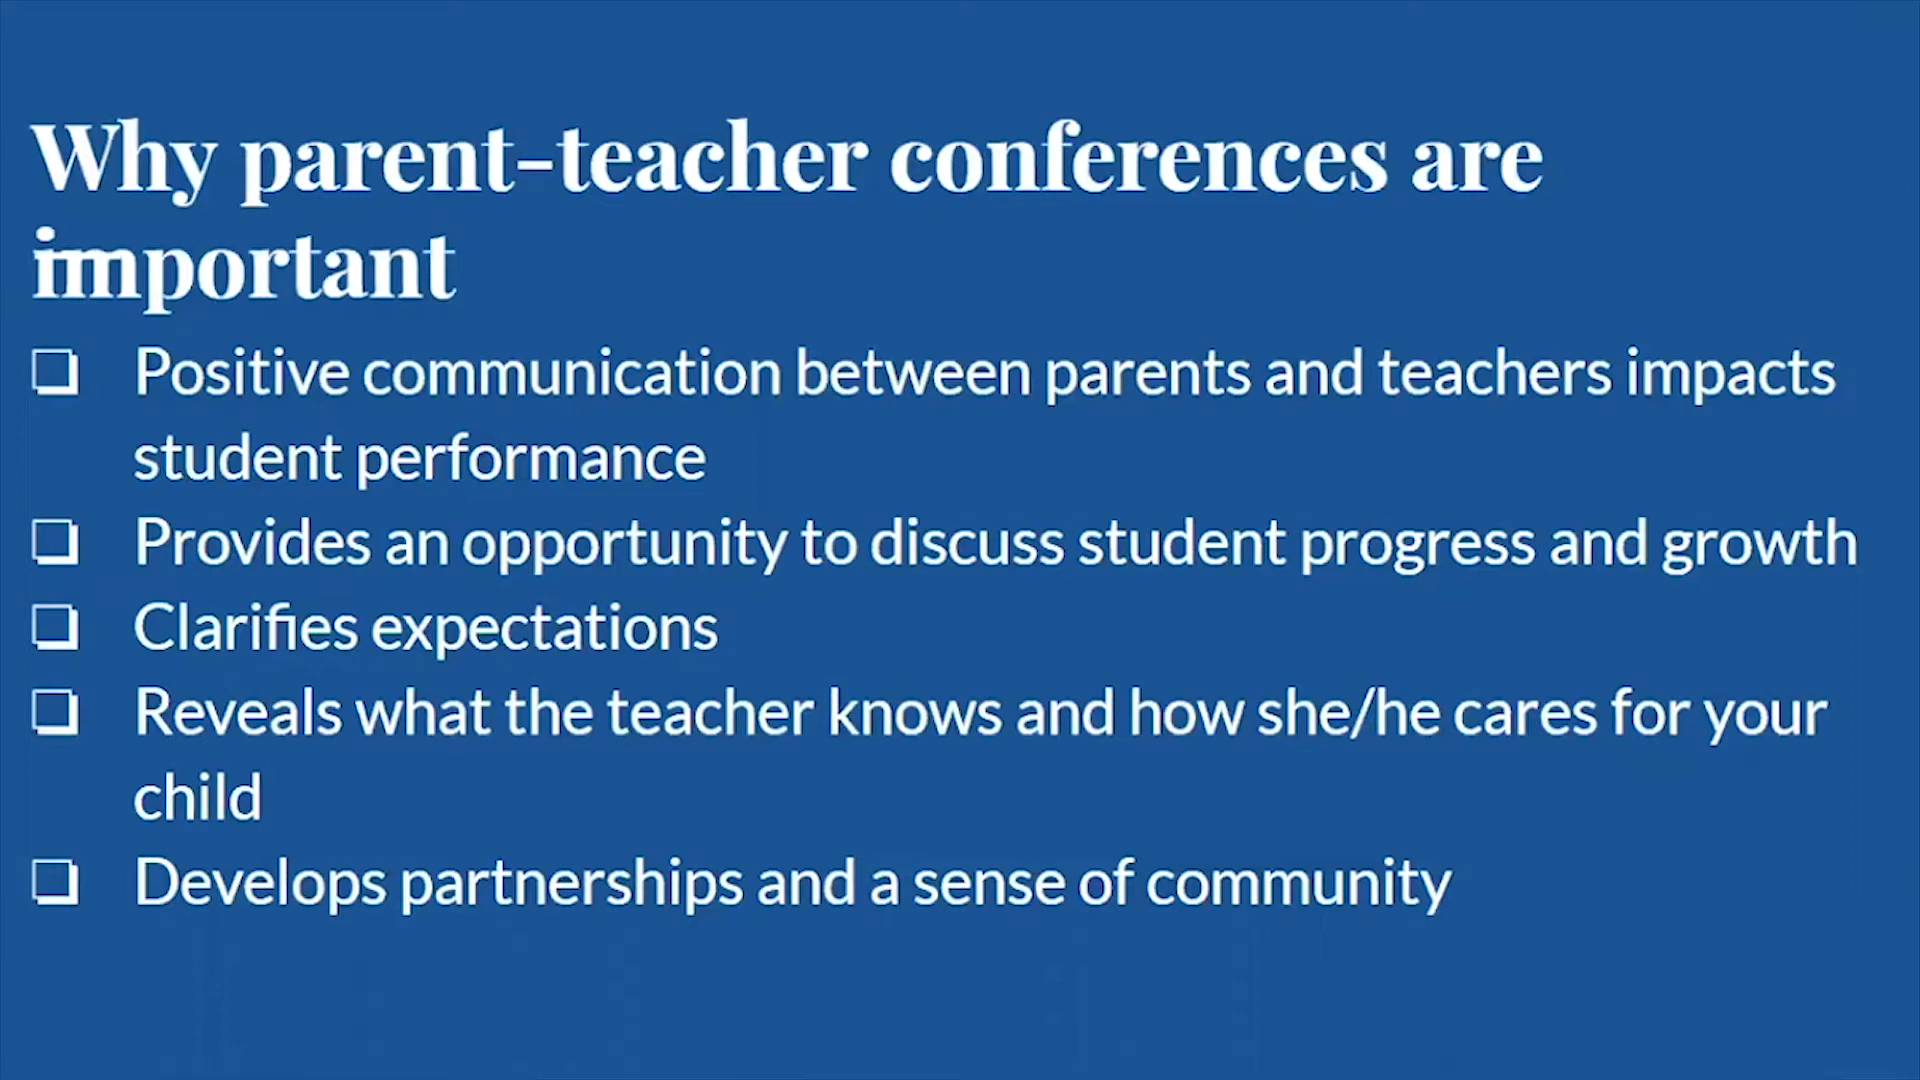 Why parent-teacher conferences are
important
❏ Positive communication between parents and teachers impacts
student performance
❏ Provides an opportunity to discuss student progress and growth
❏ Clarifies expectations
❏ Reveals what the teacher knows and how she/he cares for your
child
❏ Develops partnerships and a sense of community